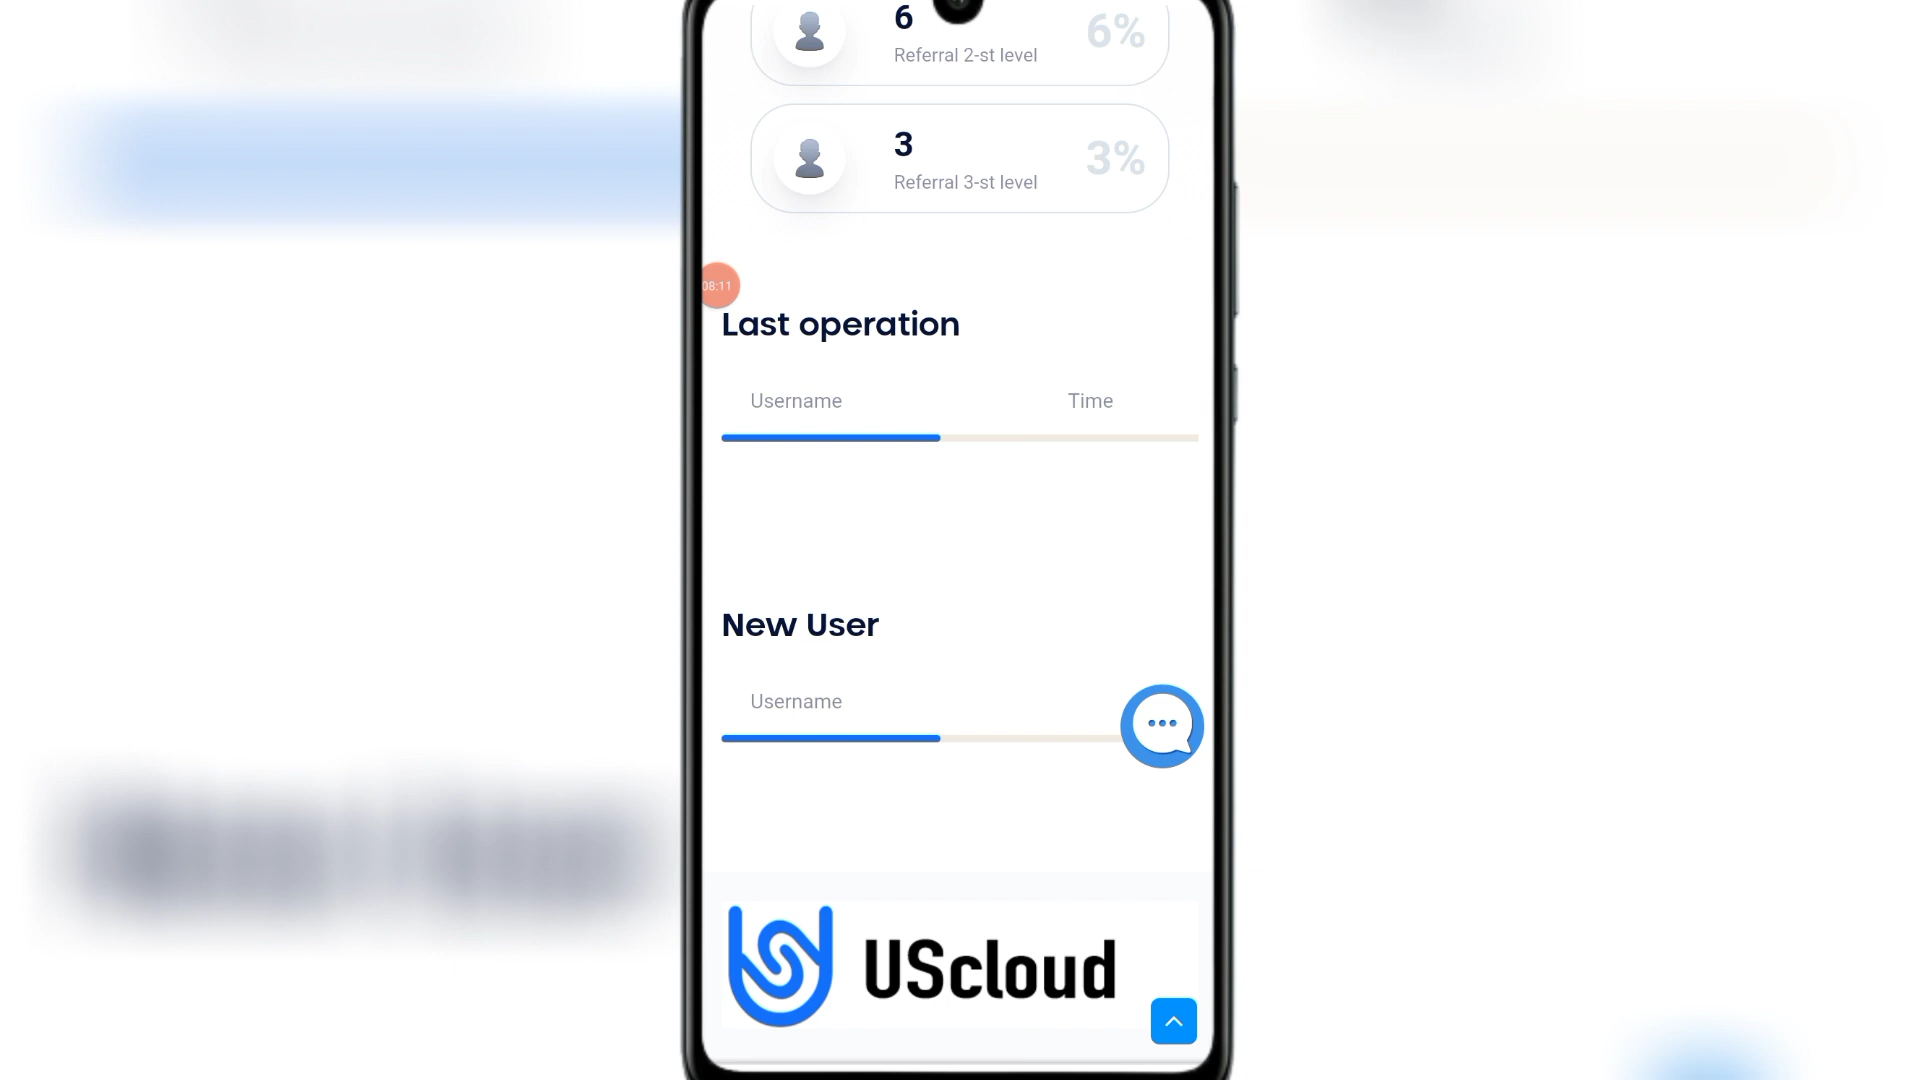 6
6%
Referral 2-st level
3
3%
Referral 3-st level
08:11
Last operation
Username Time
New User
Username
UScloud